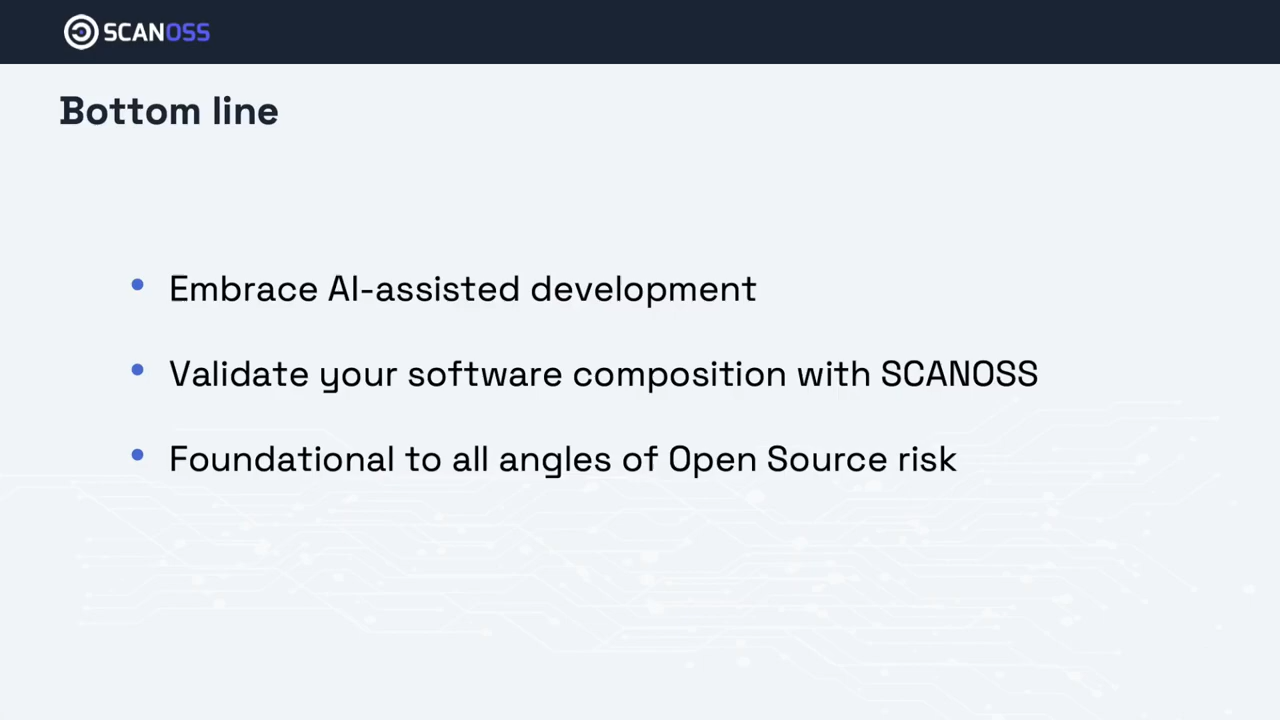 SCANOSS
Bottom line
• Embrace AI-assisted development
• Validate your software composition with SCANOSS
• Foundational to all angles of Open Source risk